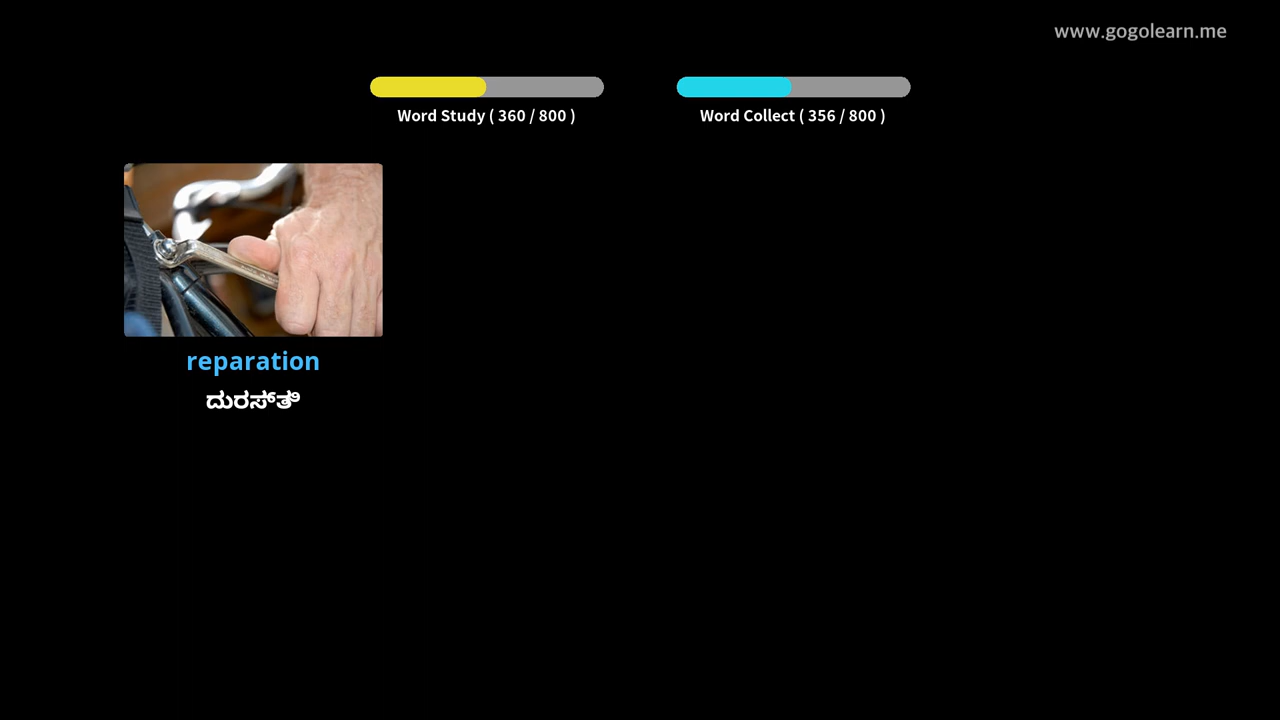 www.gogolearn.me
Word Study ( 360 / 800 )
Word Collect ( 356 / 800 )
reparation
ದುರಸ್ತಿ